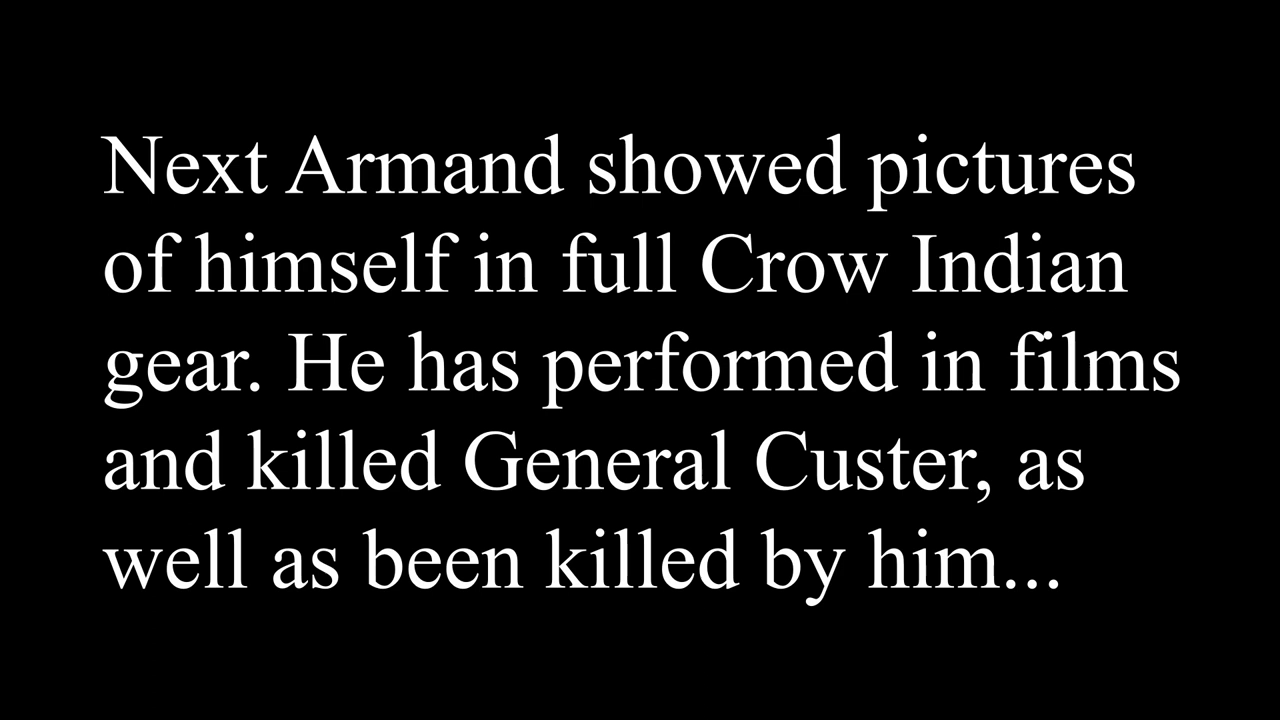 Next Armand showed pictures
of himself in full Crow Indian
gear. He has performed in films
and killed General Custer, as
well as been killed by him...